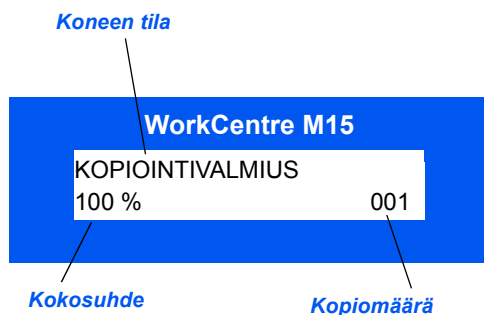 Koneen tila
WorkCentre M15
KOPIOINTIVALMIUS
100 % 001
Kokosuhde Kopiomäärä